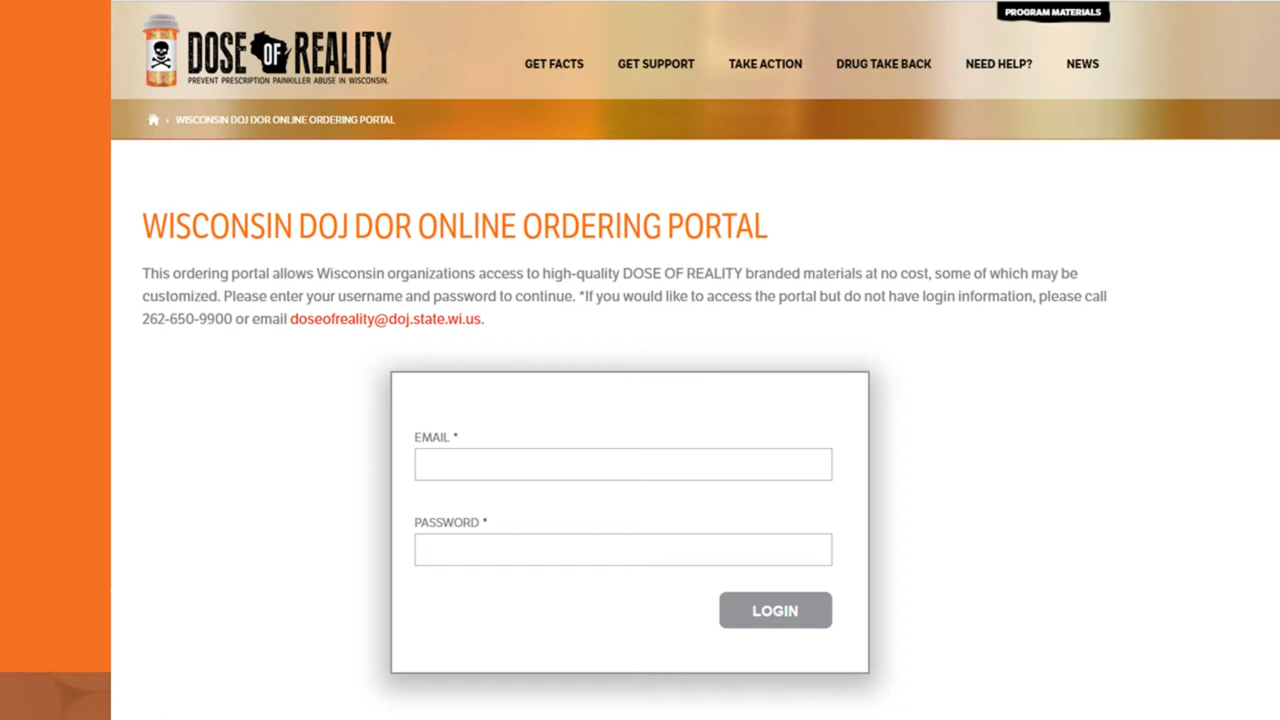 PROGRAM MATERIALS
DOSE OF REALITY
PREVENT PRESCRIPTION PAINKILLER ABUSE IN WISCONSIN.
GET FACTS GET SUPPORT TAKE ACTION DRUG TAKE BACK NEED HELP? NEWS
WISCONSIN DOJ DOR ONLINE ORDERING PORTAL
WISCONSIN DOJ DOR ONLINE ORDERING PORTAL
This ordering portal allows Wisconsin organizations access to high-quality DOSE OF REALITY branded materials at no cost, some of which may be
customized. Please enter your username and password to continue. *If you would like to access the portal but do not have login information, please call
262-650-9900 or email doseofreality@doj.state.wi.us.
EMAIL *
PASSWORD *
LOGIN